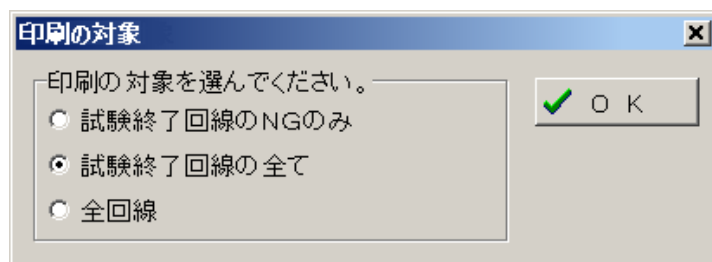 印刷の対象
印刷の対象を選んでください。
試験終了回線のNGのみ
試験終了回線の全て
全回線
OK